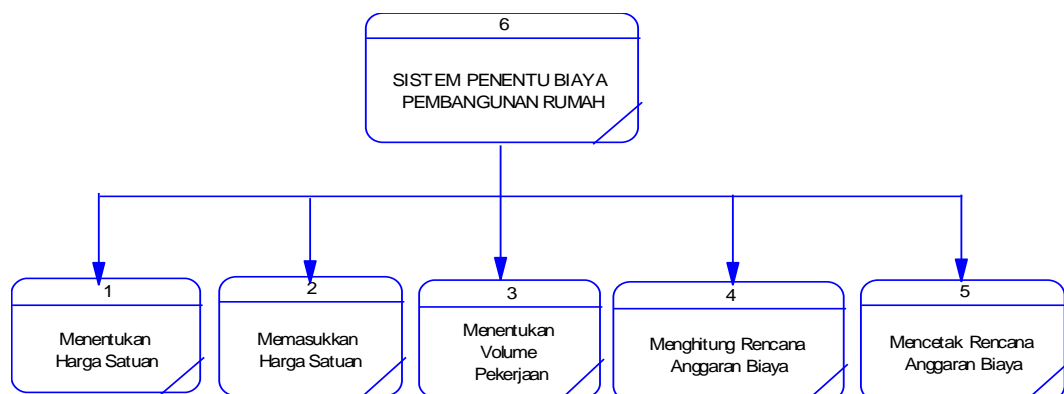 6
SISTEM PENENTU BIAYA
PEMBANGUNAN RUMAH
1
Menentukan
Harga Satuan
2
Memasukkan
Harga Satuan
3
Menentukan
Volume
Pekerjaan
4
Menghitung Rencana
Anggaran Biaya
5
Mencetak Rencana
Anggaran Biaya